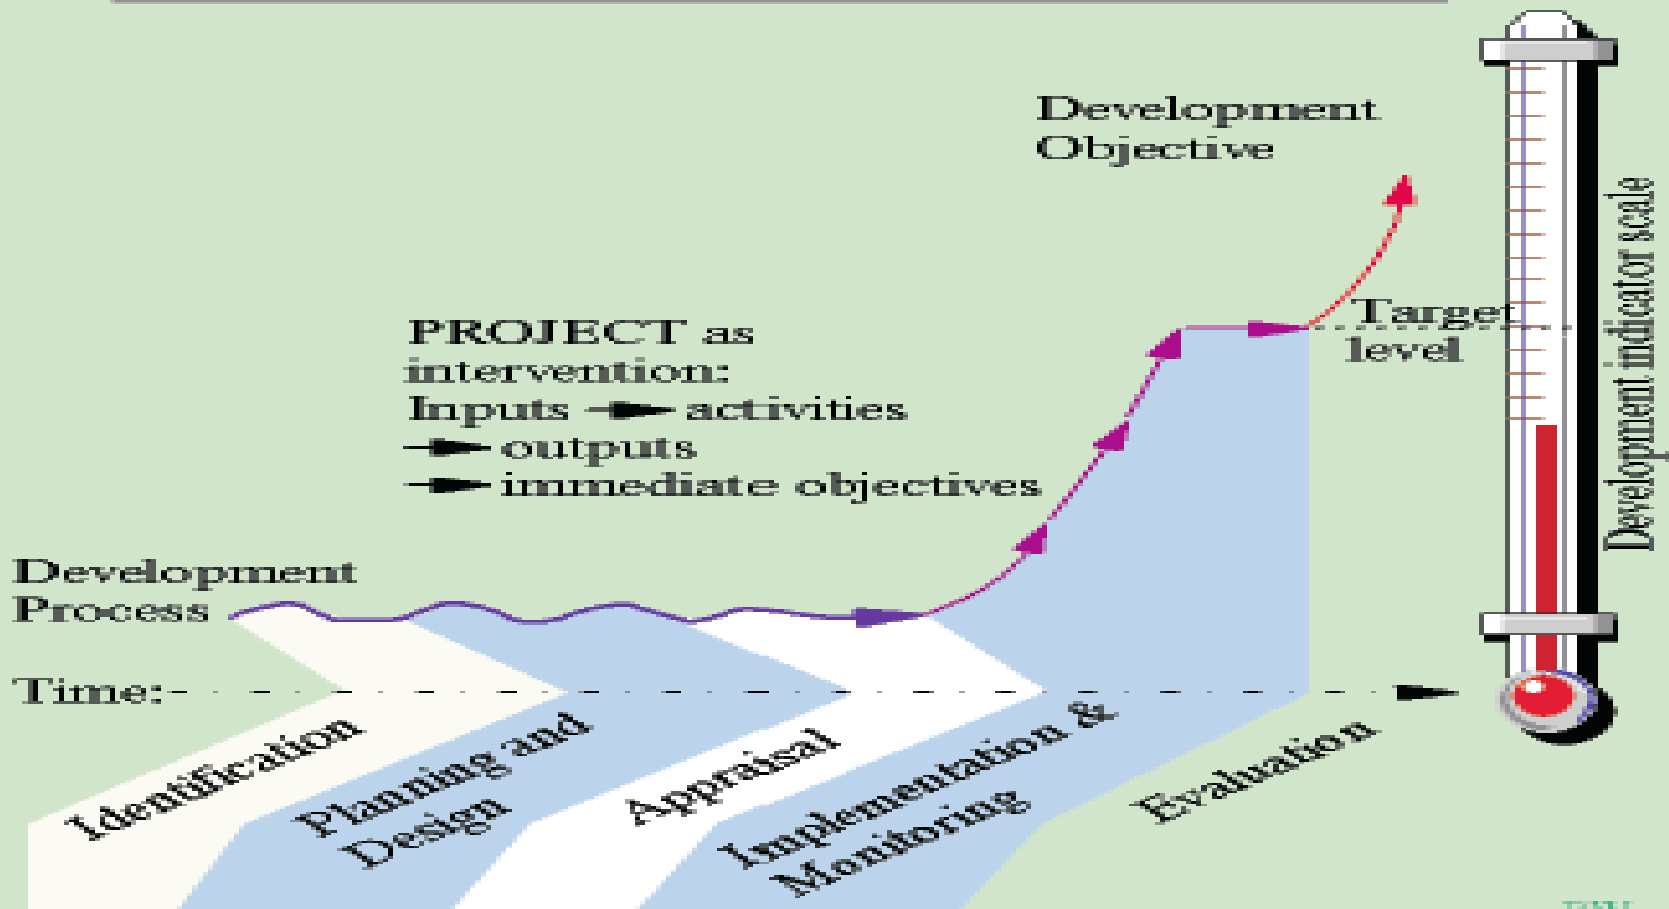 Development
Objective
PROJECT as
intervention:
Inputs → activities
→ outputs
→ immediate objectives
Target
level
Development indicator scale
Development
Process
Time:
Identification
Planning and
Design
Appraisal
Implementation &
Monitoring
Evaluation